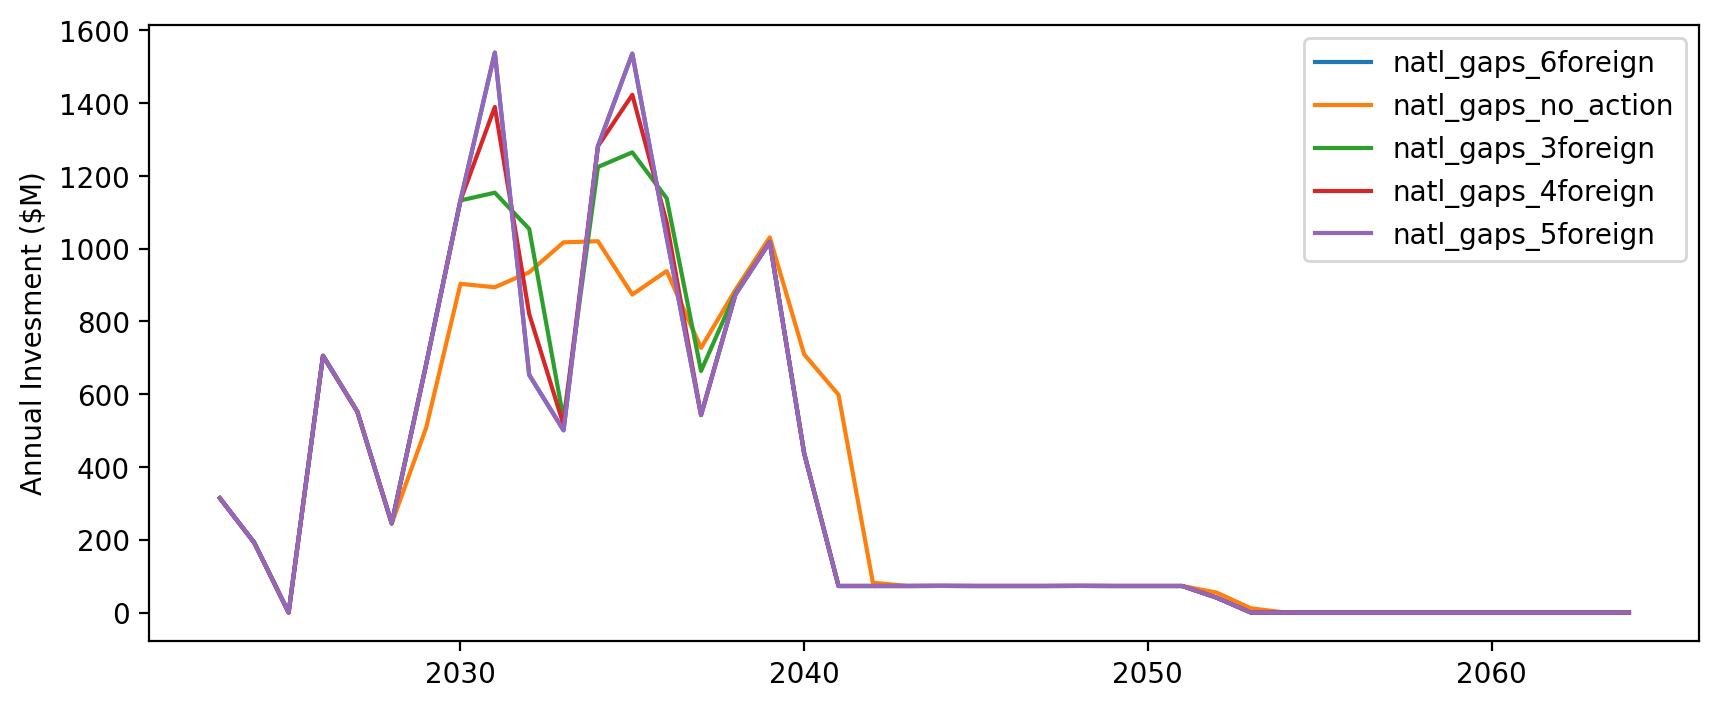 Annual Invesment ($M)
1600
1400
1200
1000
800
600
400
200
0
2030
2040
2050
2060
natl_gaps_6foreign
natl_gaps_no_action
natl_gaps_3foreign
natl_gaps_4foreign
natl_gaps_5foreign